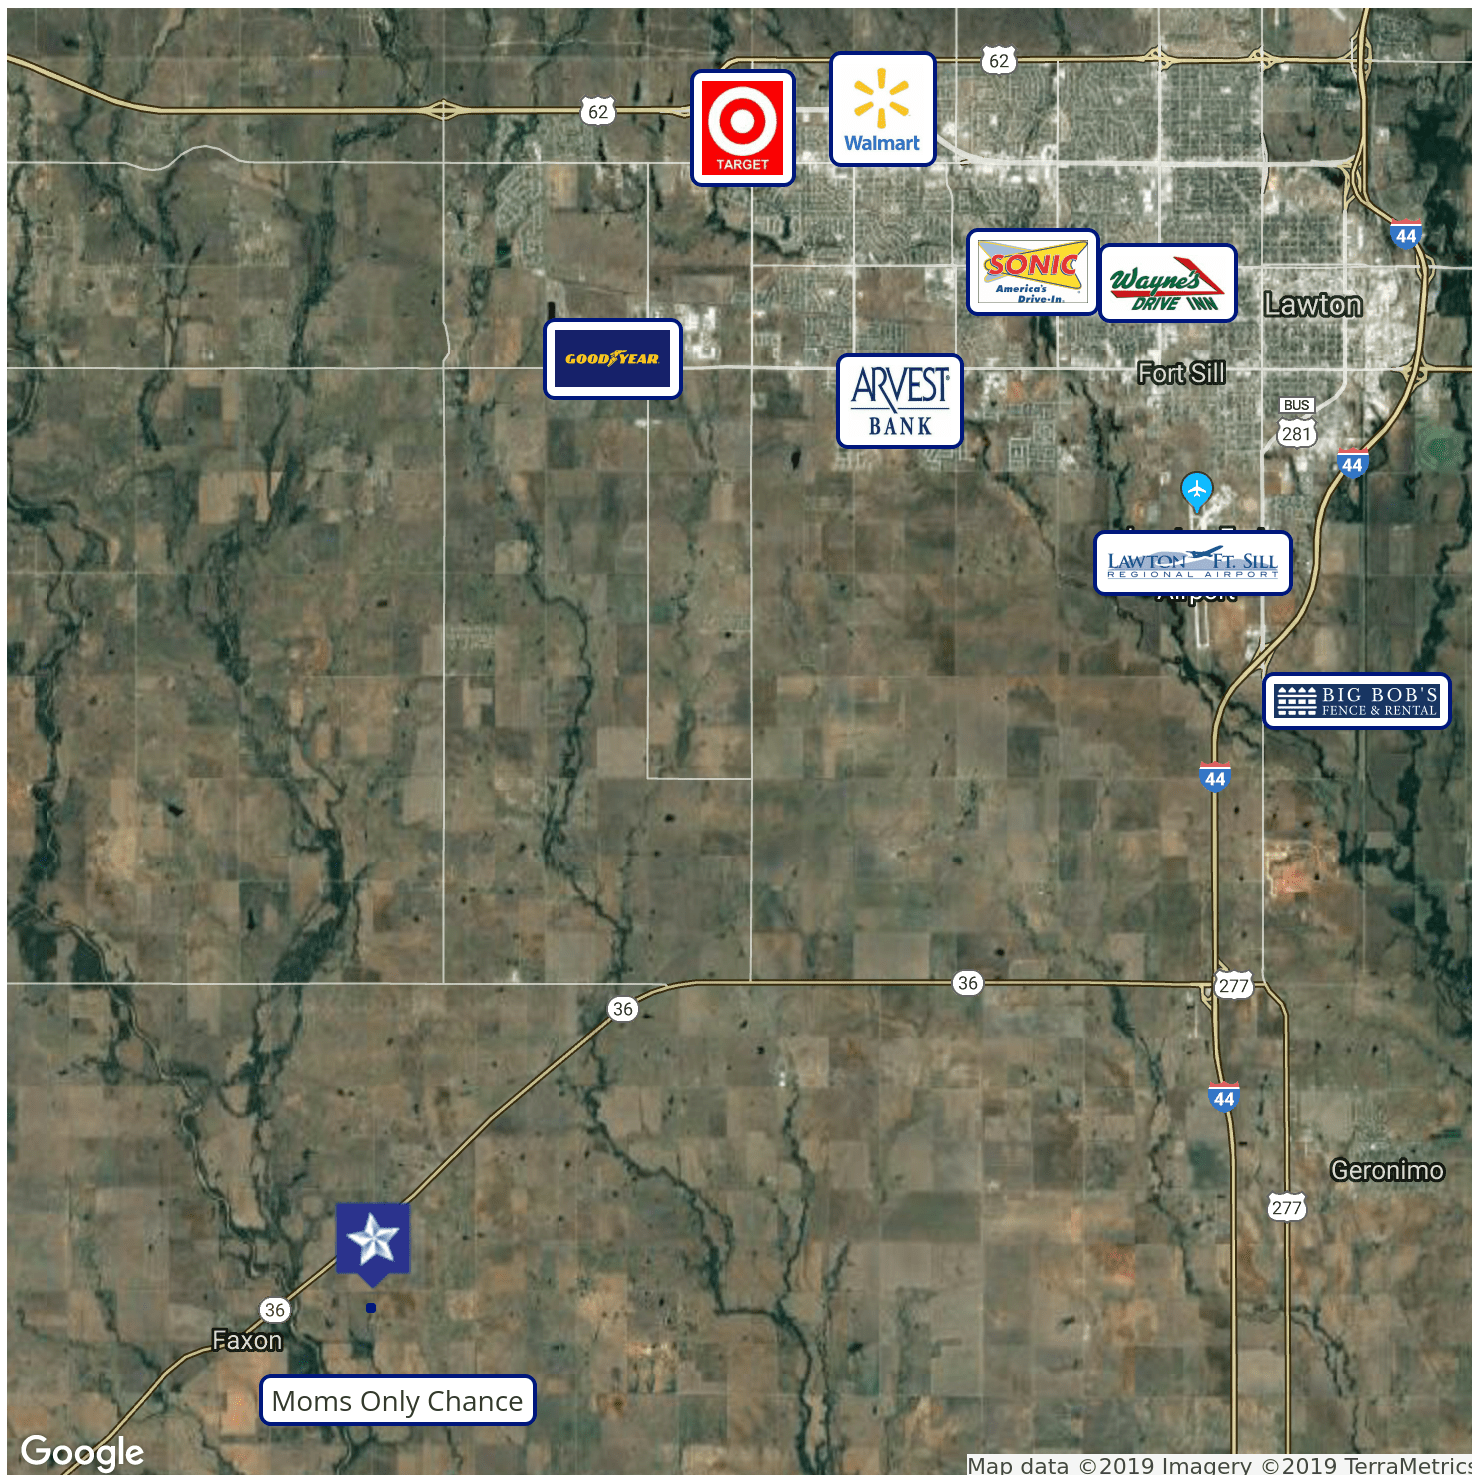 62
62
TARGET
Walmart
44
SONIC
America's
Drive-In.
Wayne's
DRIVE INN
Lawton
GOODYEAR
Fort Sill
ARVEST
BANK
BUS
281
44
LAWTON FT. SILL
REGIONAL AIRPORT
Airport
BIG BOB'S
FENCE & RENTAL
44
36
277
36
44
Geronimo
277
36
Faxon
Moms Only Chance
Google
Map data ©2019 Imagery ©2019 TerraMetrics